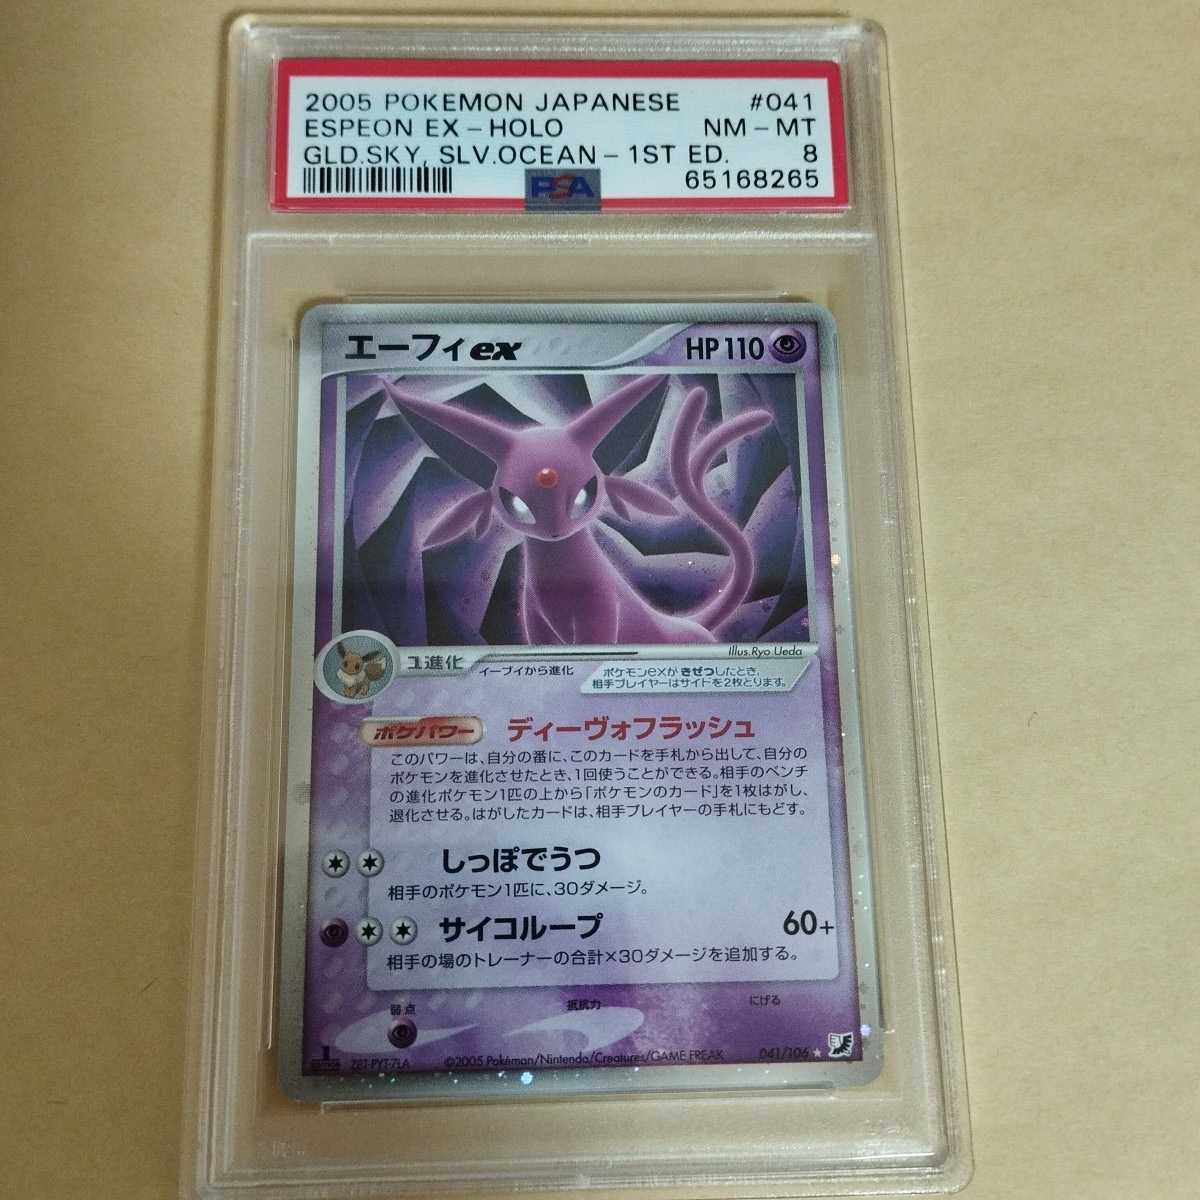 2005 POKEMON JAPANESE #041
ESPEON EX-HOLO NM-MT
GLD.SKY, SLV.OCEAN-1ST ED. 8
PSA 65168265
エーフィex HP110
Illus.Ryo Ueda
1進化 イーブイから進化
ポケモンexがきぜつしたとき、
相手プレイヤーはサイドを2枚とります。
ポケパワー ディーヴォフラッシュ
このパワーは、自分の番に、このカードを手札から出して、自分の
ポケモンを進化させたとき、1回使うことができる。相手のベンチ
の進化ポケモン1匹の上から「ポケモンのカード」を1枚はがし、
退化させる。はがしたカードは、相手プレイヤーの手札にもどす。
しっぽでうつ
相手のポケモン1匹に、30ダメージ。
サイコループ 60+
相手の場のトレーナーの合計×30ダメージを追加する。
弱点 抵抗力 にげる
1
ZBT-PYT-7LA ©2005 Pokémon/Nintendo/Creatures/GAME FREAK 041/106 ★